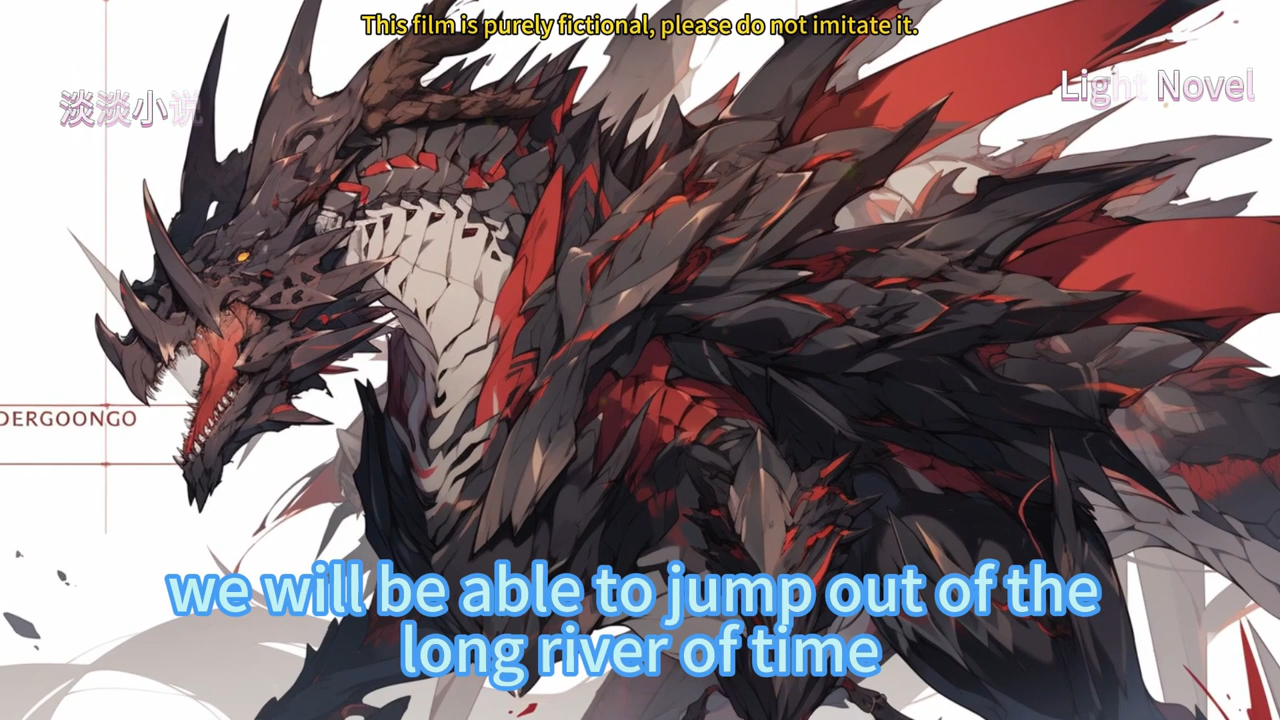 This film is purely fictional, please do not imitate it.
淡淡小说
Light Novel
DERGOONGO
we will be able to jump out of the
long river of time